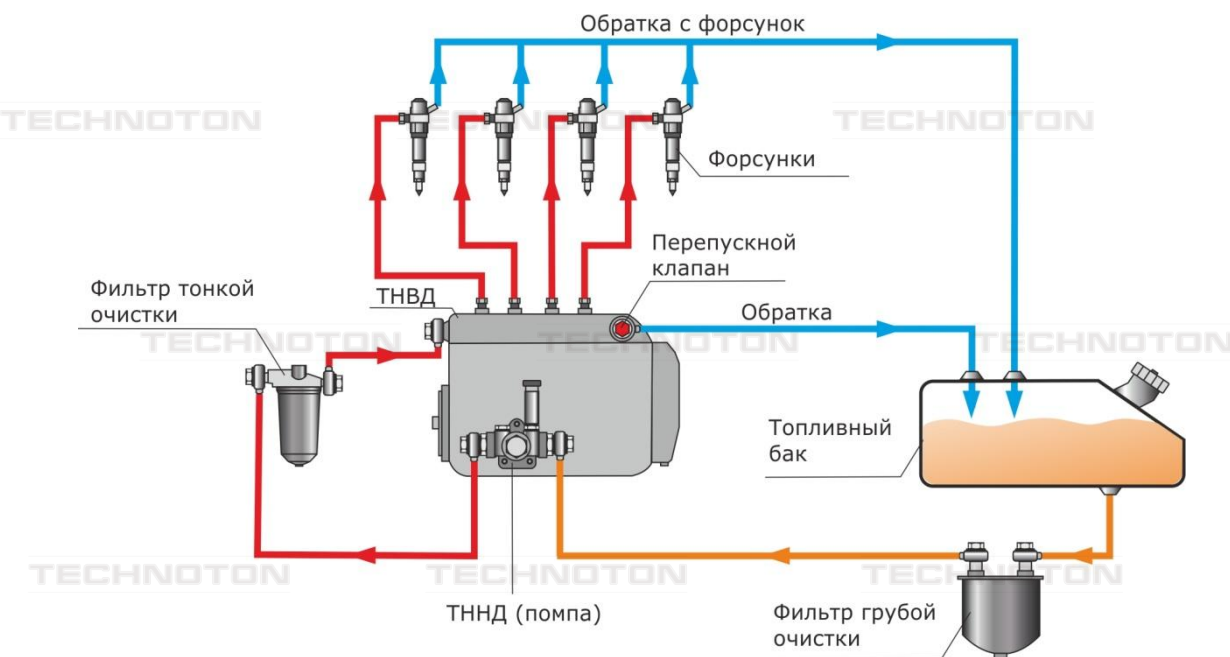 Обратка с форсунок
TECHNOTON
TECHNOTON
TECHNOTON
Форсунки
Перепускной
клапан
Фильтр тонкой
очистки
ТНВД
Обратка
TECHNOTON
TECHNOTON
TECHNOTON
Топливный
бак
TECHNOTON
TECHNOTON
TECHNOTON
ТННД (помпа)
Фильтр грубой
очистки